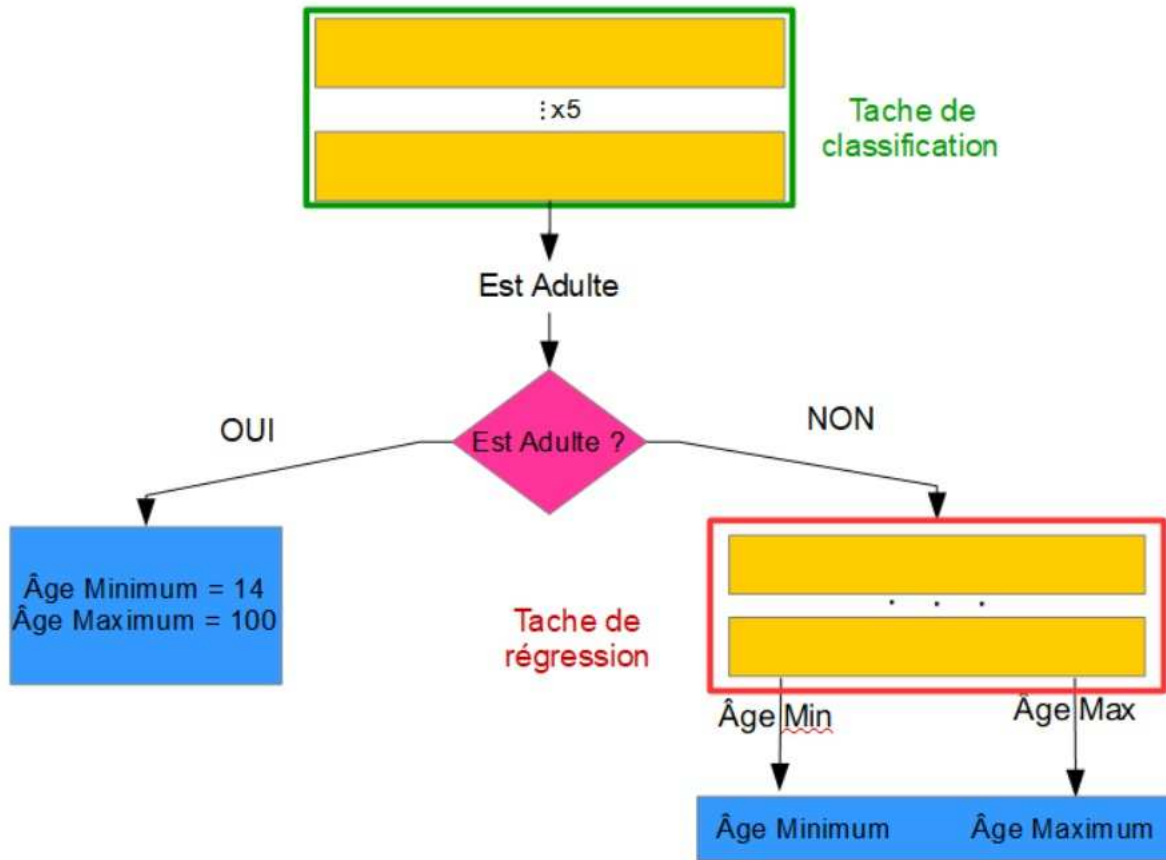 ⋮x5
Tache de
classification
Est Adulte
OUI
Est Adulte ?
NON
Âge Minimum = 14
Âge Maximum = 100
Tache de
régression
. . .
Âge Min
Âge Max
Âge Minimum
Âge Maximum